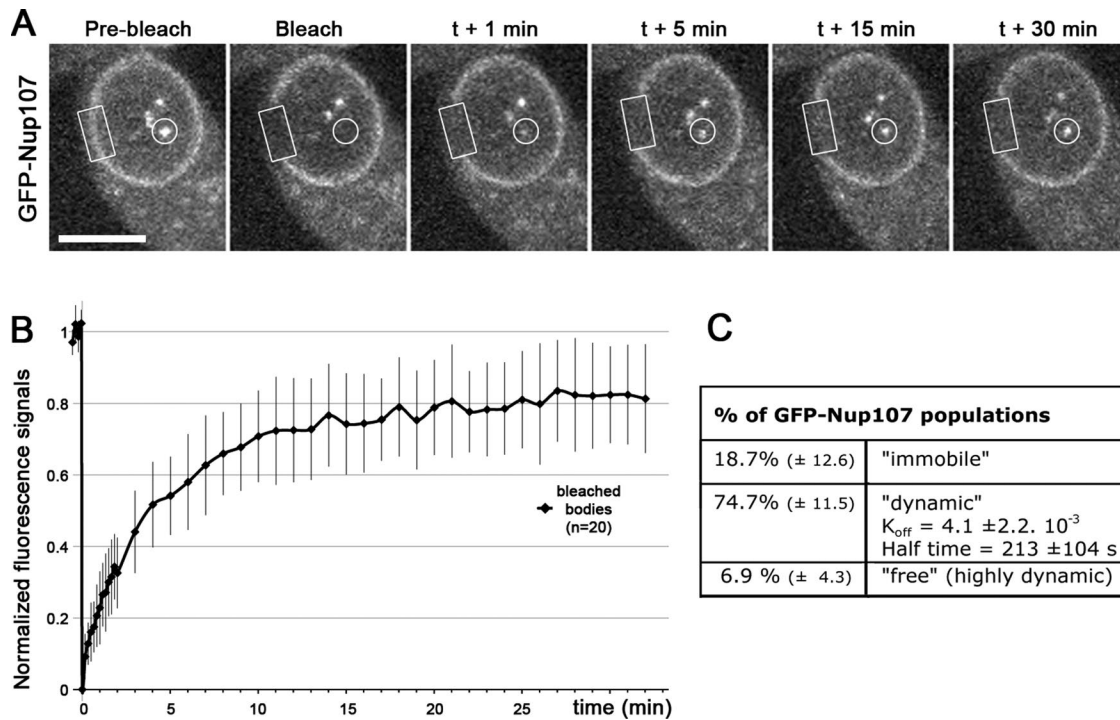 A
Pre-bleach
Bleach
t + 1 min
t + 5 min
t + 15 min
t + 30 min
GFP-Nup107
B
Normalized fluorescence signals
1
0.8
0.6
0.4
0.2
0
0
5
10
15
20
25
time (min)
bleached
bodies
(n=20)
C
% of GFP-Nup107 populations
18.7% (± 12.6) "immobile"
74.7% (± 11.5) "dynamic"
Koff = 4.1 ±2.2. 10-3
Half time = 213 ±104 s
6.9 % (± 4.3) "free" (highly dynamic)